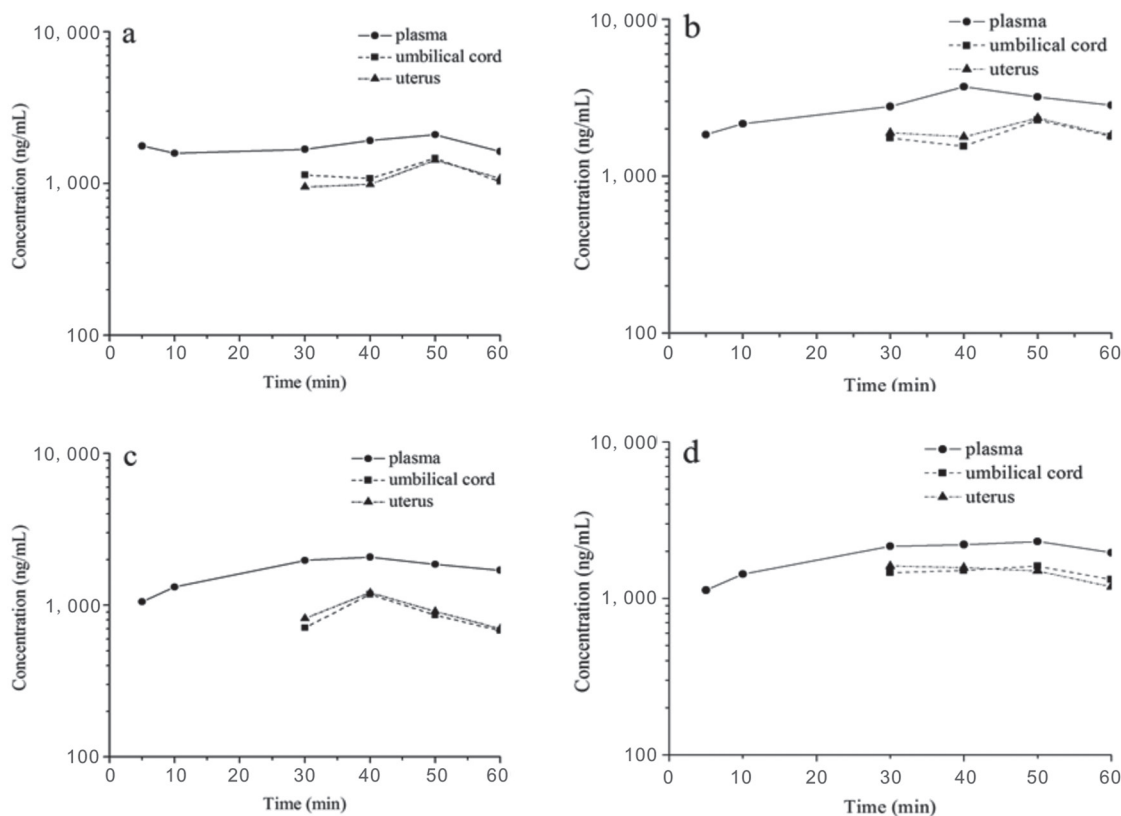 a
10, 000
1, 000
100
Concentration (ng/mL)
plasma
umbilical cord
uterus
0 10 20 30 40 50 60
Time (min)
b
10,000
1,000
100
Concentration (ng/mL)
plasma
umbilical cord
uterus
0 10 20 30 40 50 60
Time (min)
c
10,000
1, 000
100
Concentration (ng/mL)
plasma
umbilical cord
uterus
0 10 20 30 40 50 60
Time (min)
d
10,000
1,000
100
Concentration (ng/mL)
plasma
umbilical cord
uterus
0 10 20 30 40 50 60
Time (min)